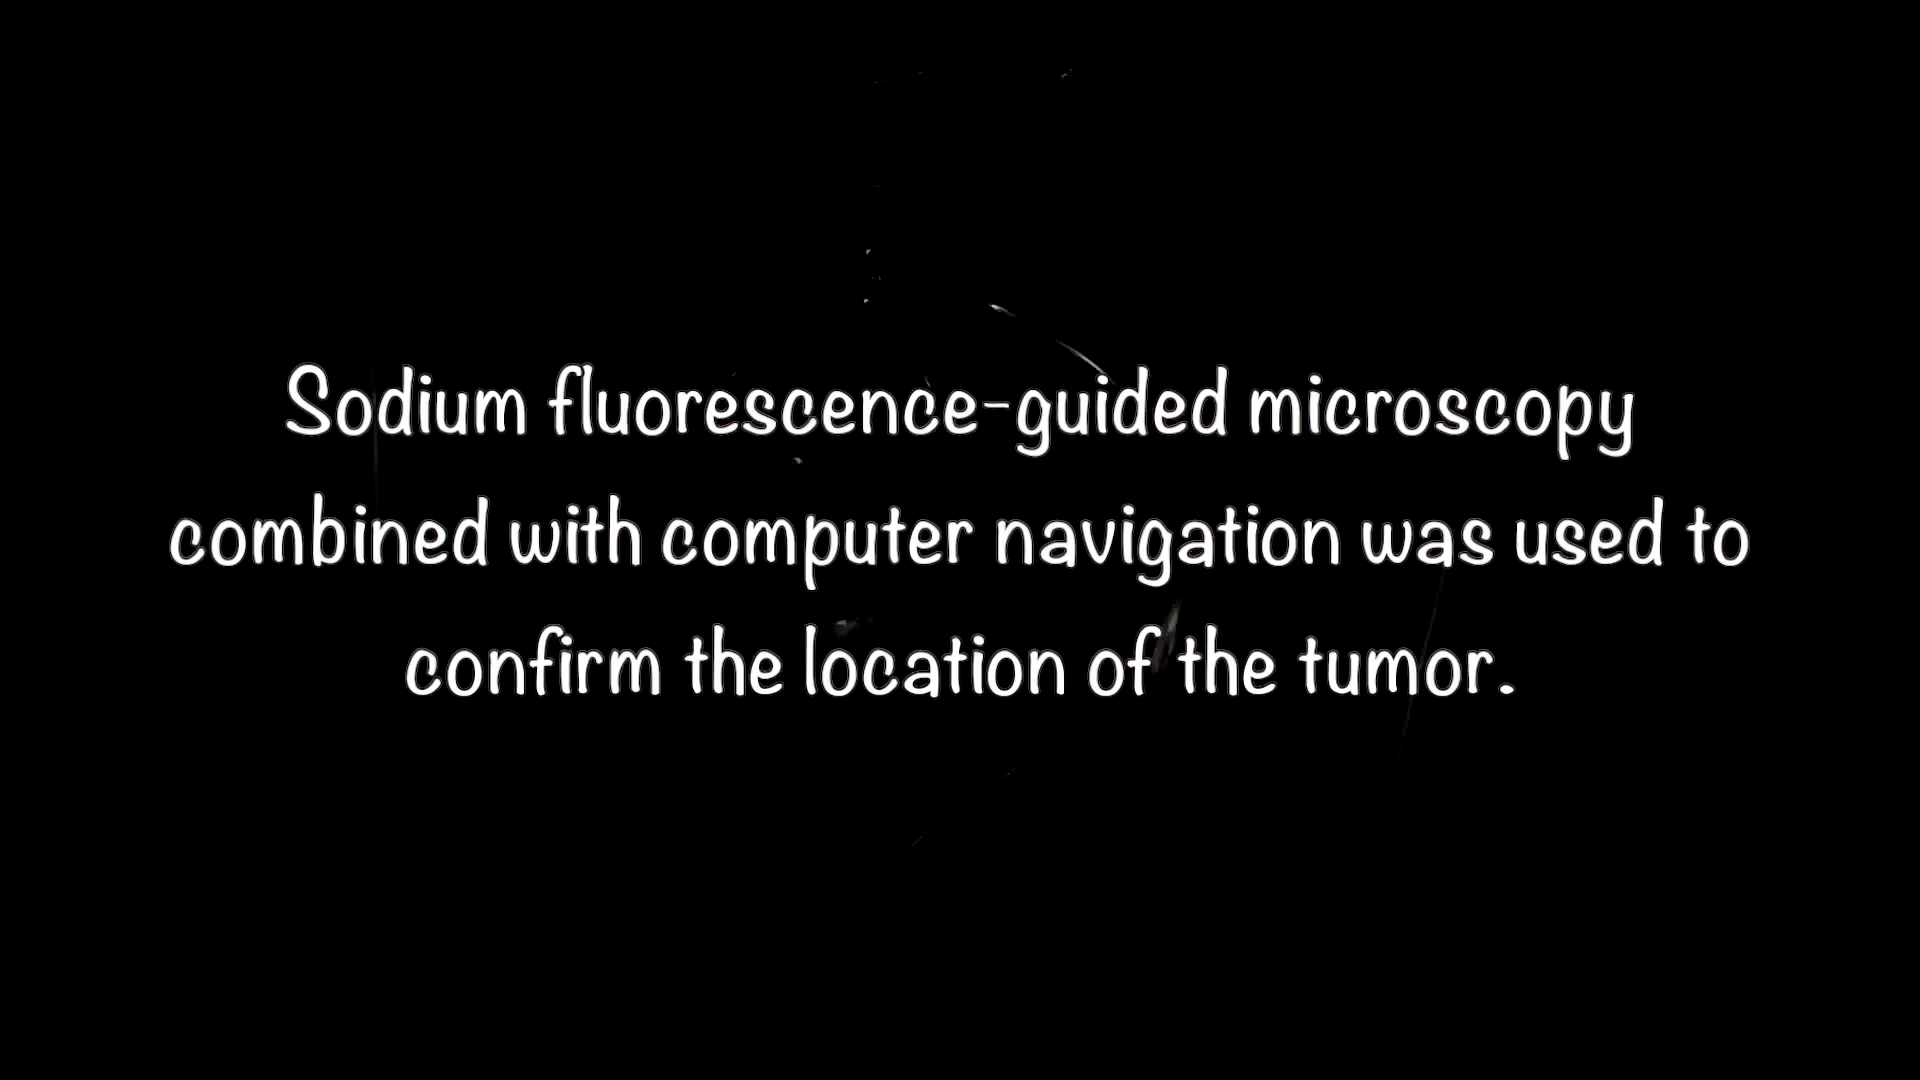 Sodium fluorescence-guided microscopy
combined with computer navigation was used to
confirm the location of the tumor.